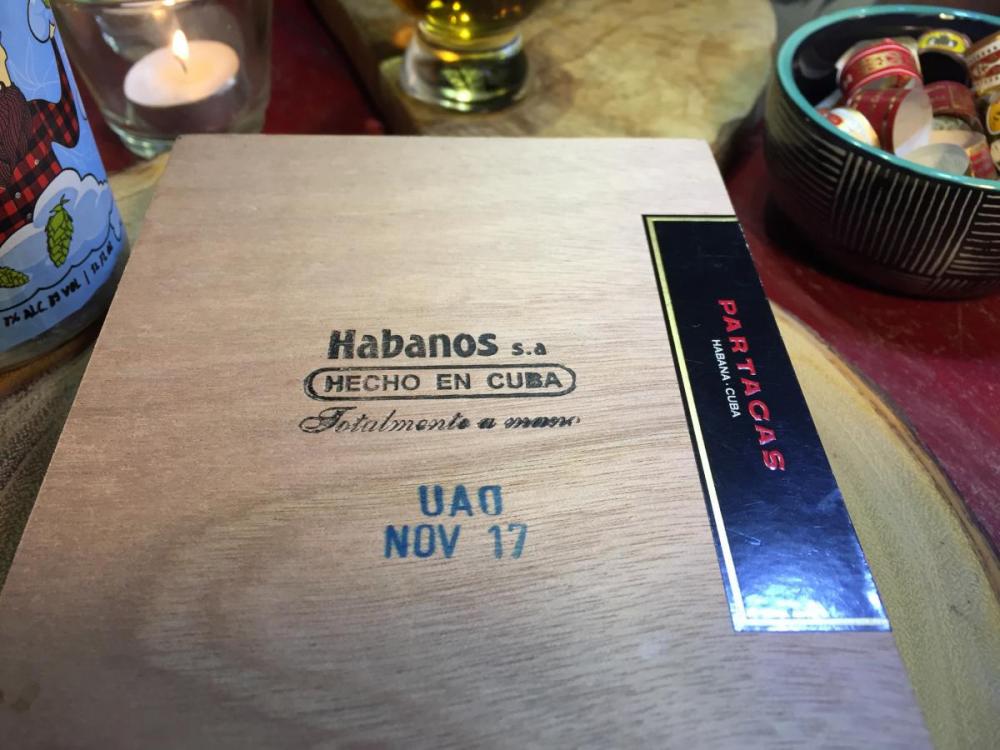 Habanos s.a
HECHO EN CUBA
Totalmente a mano
UAO
NOV 17
PARTAGAS
HABANA · CUBA